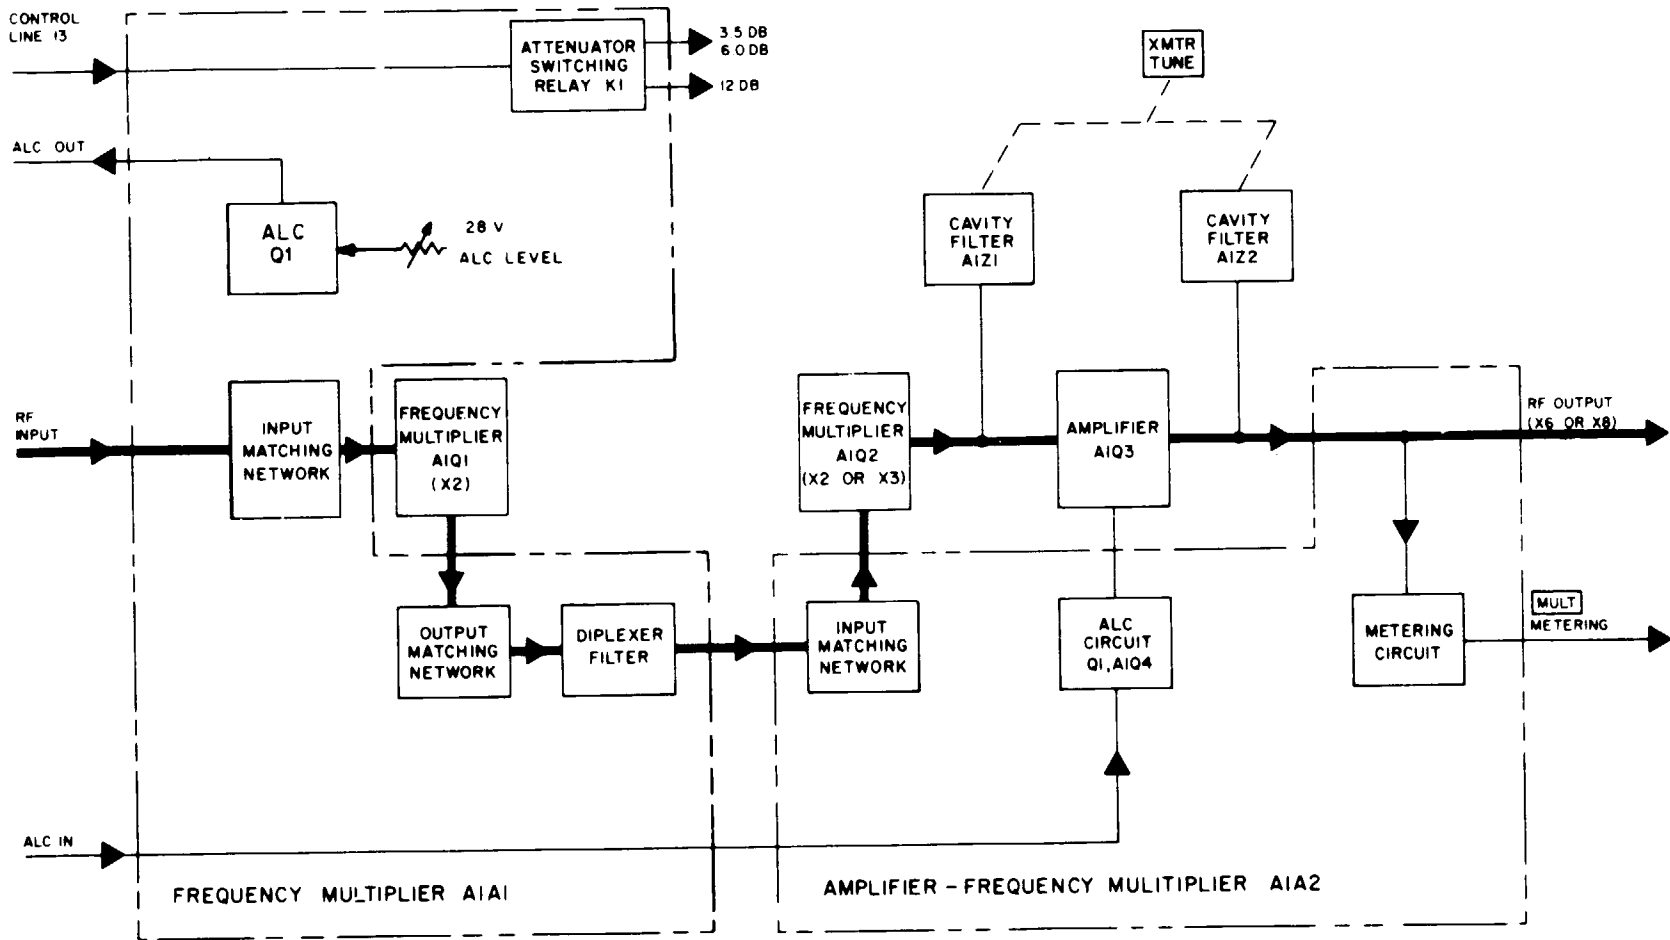 CONTROL
LINE 13
ATTENUATOR
SWITCHING
RELAY K1
3.5 DB
6.0 DB
12 DB
XMTR
TUNE
ALC OUT
ALC
Q1
28 V
ALC LEVEL
CAVITY
FILTER
A1Z1
CAVITY
FILTER
A1Z2
RF
INPUT
INPUT
MATCHING
NETWORK
FREQUENCY
MULTIPLIER
A1Q1
(X2)
FREQUENCY
MULTIPLIER
A1Q2
(X2 OR X3)
AMPLIFIER
A1Q3
RF OUTPUT
(X6 OR X8)
OUTPUT
MATCHING
NETWORK
DIPLEXER
FILTER
INPUT
MATCHING
NETWORK
ALC
CIRCUIT
Q1, A1Q4
METERING
CIRCUIT
MULT
METERING
ALC IN
FREQUENCY MULTIPLIER A1A1
AMPLIFIER - FREQUENCY MULITIPLIER A1A2